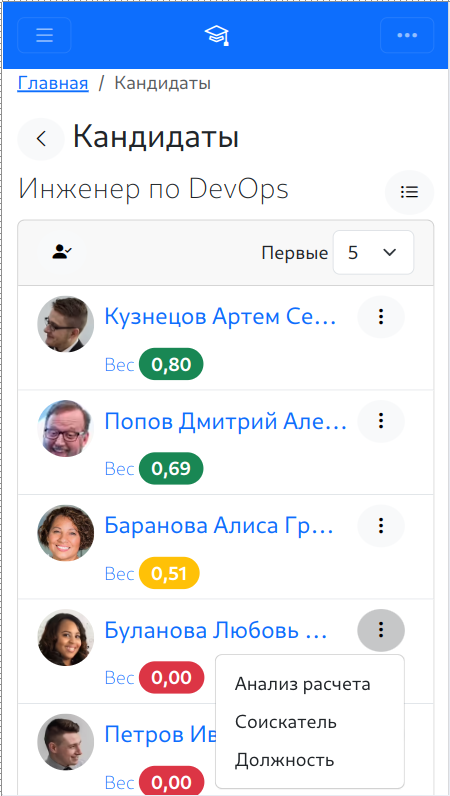 Главная / Кандидаты
Кандидаты
Инженер по DevOps
Первые 5
Кузнецов Артем Се...
Вес 0,80
Попов Дмитрий Але...
Вес 0,69
Баранова Алиса Гр...
Вес 0,51
Буланова Любовь ...
Вес 0,00
Анализ расчета
Соискатель
Должность
Петров Ив
Вес 0,00